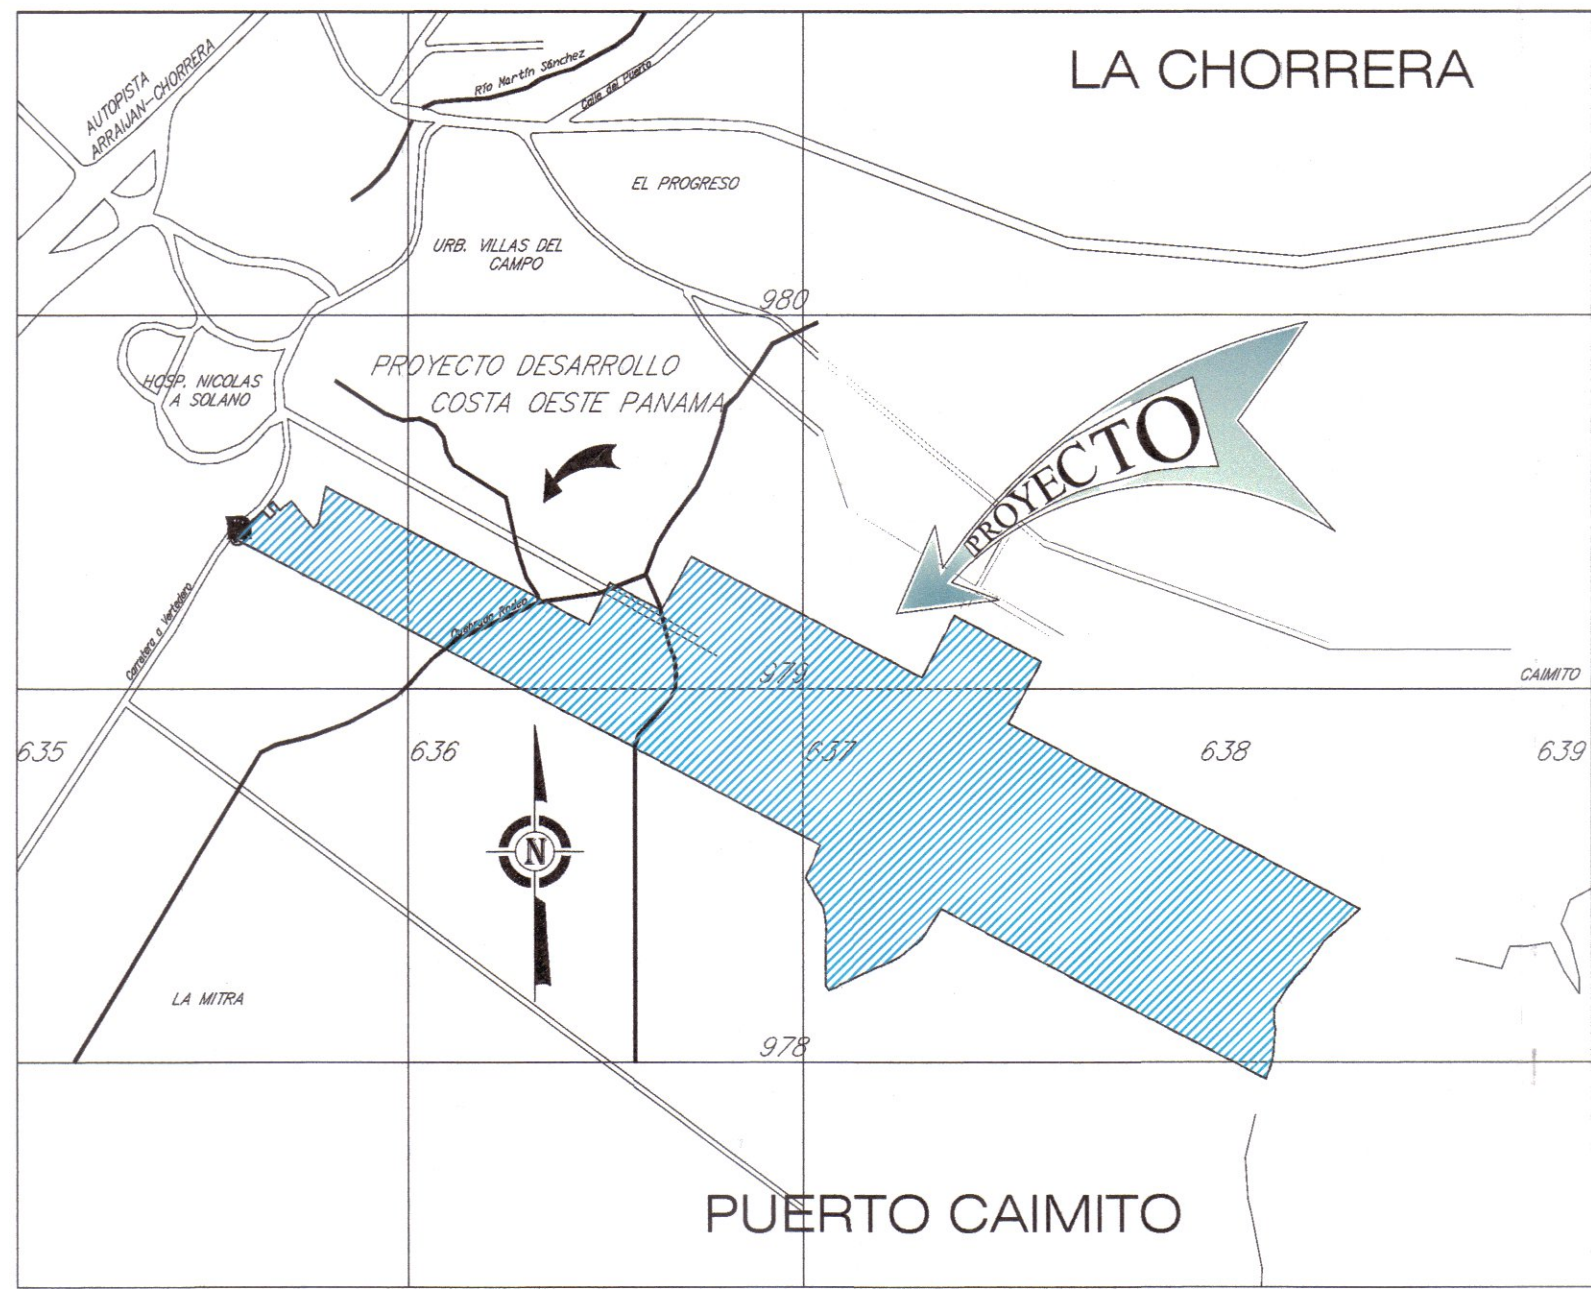 LA CHORRERA
AUTOPISTA
ARRAIJAN-CHORRERA
Río Martín Sánchez
Calle del Puerto
EL PROGRESO
URB. VILLAS DEL
CAMPO
980
PROYECTO DESARROLLO
COSTA OESTE PANAMA
HOSP. NICOLAS
A SOLANO
PROYECTO
Carretera a Vertedero
Quebrada Rodeo
979
CAIMITO
635
636
637
638
639
N
LA MITRA
978
PUERTO CAIMITO